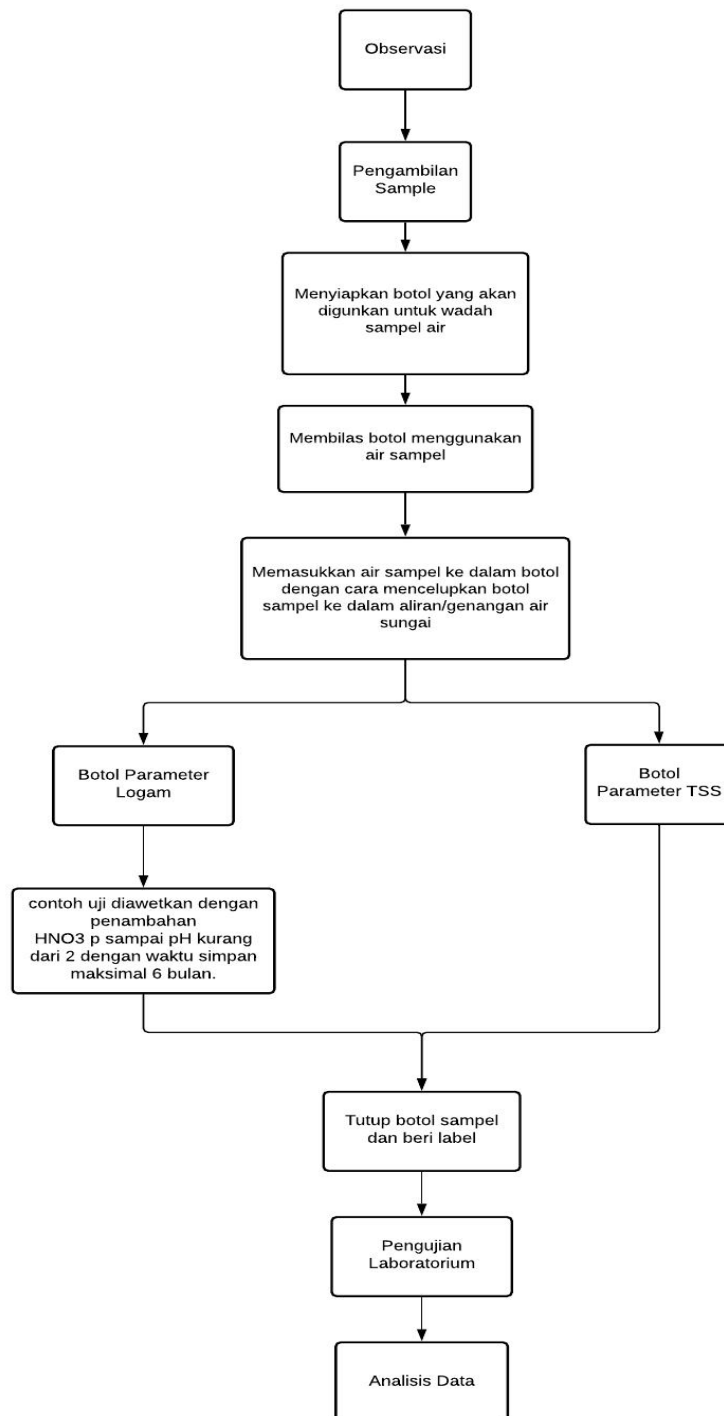 Observasi
Pengambilan
Sample
Menyiapkan botol yang akan
digunkan untuk wadah
sampel air
Membilas botol menggunakan
air sampel
Memasukkan air sampel ke dalam botol
dengan cara mencelupkan botol
sampel ke dalam aliran/genangan air
sungai
Botol Parameter
Logam
Botol
Parameter TSS
contoh uji diawetkan dengan
penambahan
HNO3 p sampai pH kurang
dari 2 dengan waktu simpan
maksimal 6 bulan.
Tutup botol sampel
dan beri label
Pengujian
Laboratorium
Analisis Data